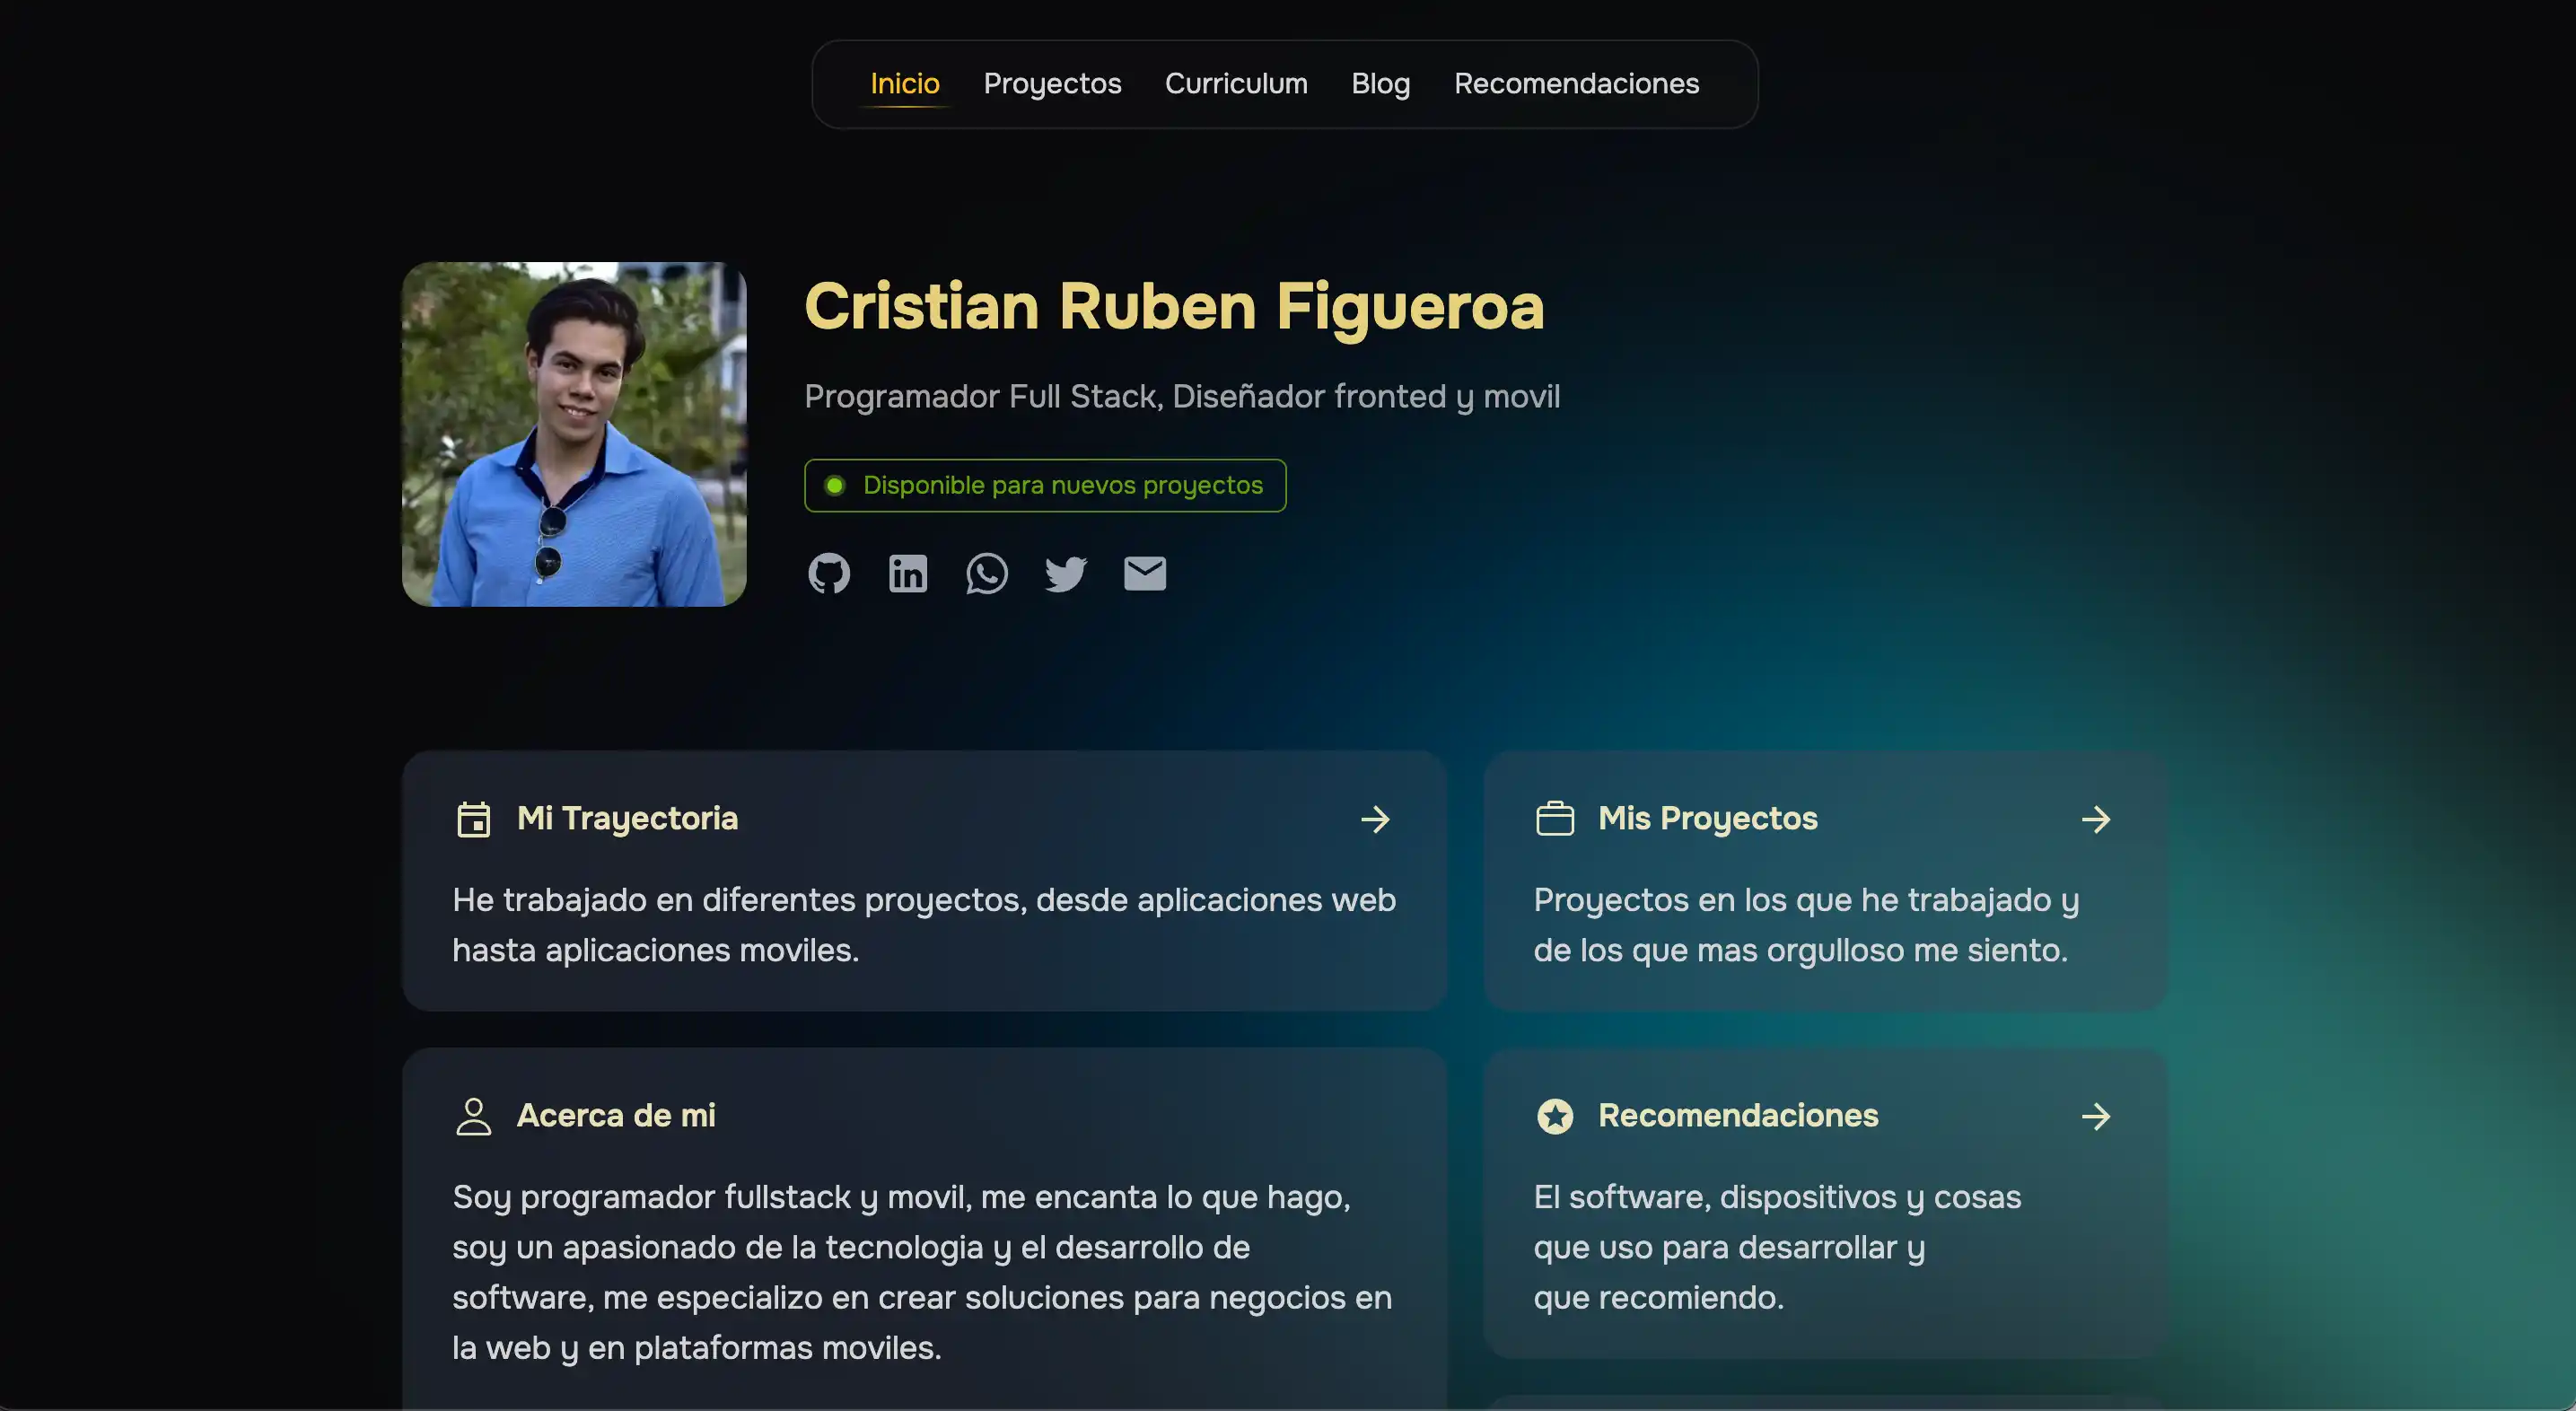 Inicio Proyectos Curriculum Blog Recomendaciones
Cristian Ruben Figueroa
Programador Full Stack, Diseñador fronted y movil
Disponible para nuevos proyectos
Mi Trayectoria
He trabajado en diferentes proyectos, desde aplicaciones web
hasta aplicaciones moviles.
Mis Proyectos
Proyectos en los que he trabajado y
de los que mas orgulloso me siento.
Acerca de mi
Soy programador fullstack y movil, me encanta lo que hago,
soy un apasionado de la tecnologia y el desarrollo de
software, me especializo en crear soluciones para negocios en
la web y en plataformas moviles.
Recomendaciones
El software, dispositivos y cosas
que uso para desarrollar y
que recomiendo.